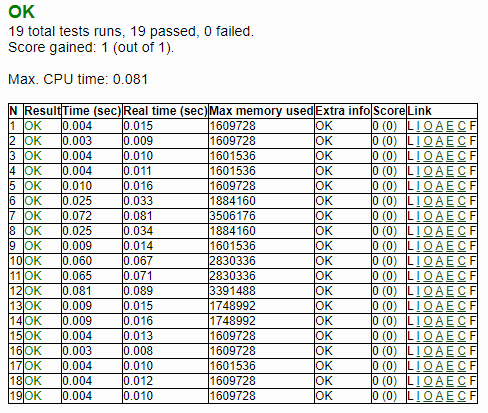 OK
19 total tests runs, 19 passed, 0 failed.
Score gained: 1 (out of 1).
Max. CPU time: 0.081
N Result Time (sec) Real time (sec) Max memory used Extra info Score Link
1 OK 0.004 0.015 1609728 OK 0 (0) L I O A E C F
2 OK 0.003 0.009 1609728 OK 0 (0) L I O A E C F
3 OK 0.004 0.010 1601536 OK 0 (0) L I O A E C F
4 OK 0.004 0.011 1601536 OK 0 (0) L I O A E C F
5 OK 0.010 0.016 1609728 OK 0 (0) L I O A E C F
6 OK 0.025 0.033 1884160 OK 0 (0) L I O A E C F
7 OK 0.072 0.081 3506176 OK 0 (0) L I O A E C F
8 OK 0.025 0.034 1884160 OK 0 (0) L I O A E C F
9 OK 0.009 0.014 1601536 OK 0 (0) L I O A E C F
10 OK 0.060 0.067 2830336 OK 0 (0) L I O A E C F
11 OK 0.065 0.071 2830336 OK 0 (0) L I O A E C F
12 OK 0.081 0.089 3391488 OK 0 (0) L I O A E C F
13 OK 0.009 0.015 1748992 OK 0 (0) L I O A E C F
14 OK 0.009 0.016 1748992 OK 0 (0) L I O A E C F
15 OK 0.004 0.013 1609728 OK 0 (0) L I O A E C F
16 OK 0.003 0.008 1609728 OK 0 (0) L I O A E C F
17 OK 0.004 0.010 1601536 OK 0 (0) L I O A E C F
18 OK 0.004 0.012 1609728 OK 0 (0) L I O A E C F
19 OK 0.004 0.010 1609728 OK 0 (0) L I O A E C F